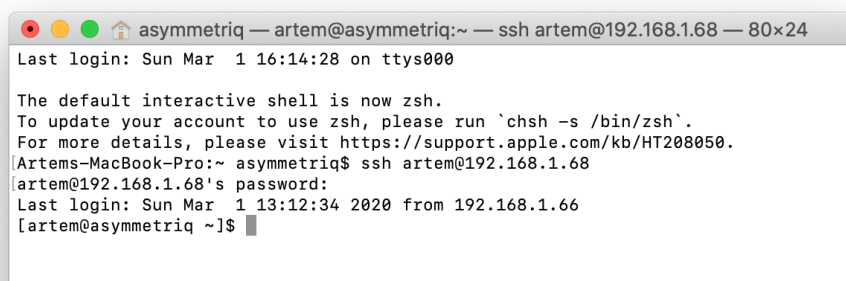 asymmetriq — artem@asymmetriq:~ — ssh artem@192.168.1.68 — 80×24
Last login: Sun Mar  1 16:14:28 on ttys000

The default interactive shell is now zsh.
To update your account to use zsh, please run `chsh -s /bin/zsh`.
For more details, please visit https://support.apple.com/kb/HT208050.
[Artems-MacBook-Pro:~ asymmetriq$ ssh artem@192.168.1.68
[artem@192.168.1.68's password:
Last login: Sun Mar  1 13:12:34 2020 from 192.168.1.66
[artem@asymmetriq ~]$